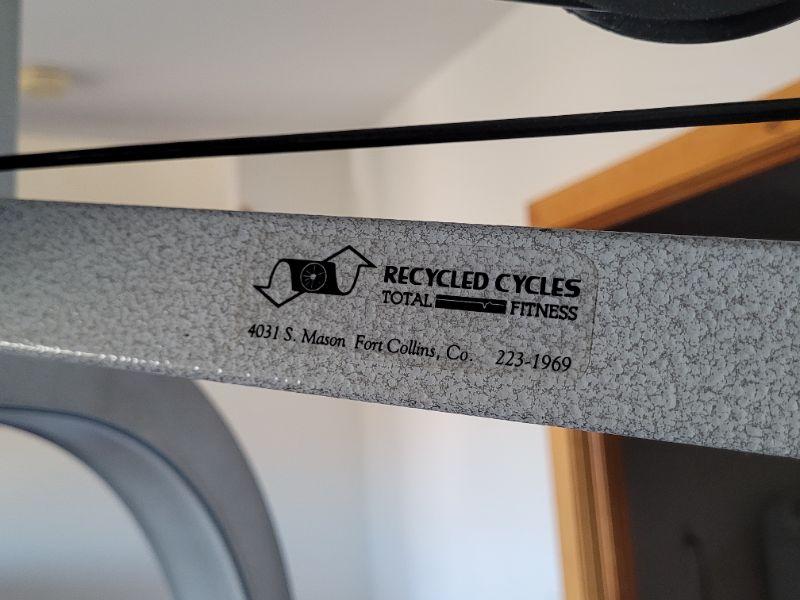 RECYCLED CYCLES
TOTAL FITNESS
4031 S. Mason Fort Collins, Co. 223-1969